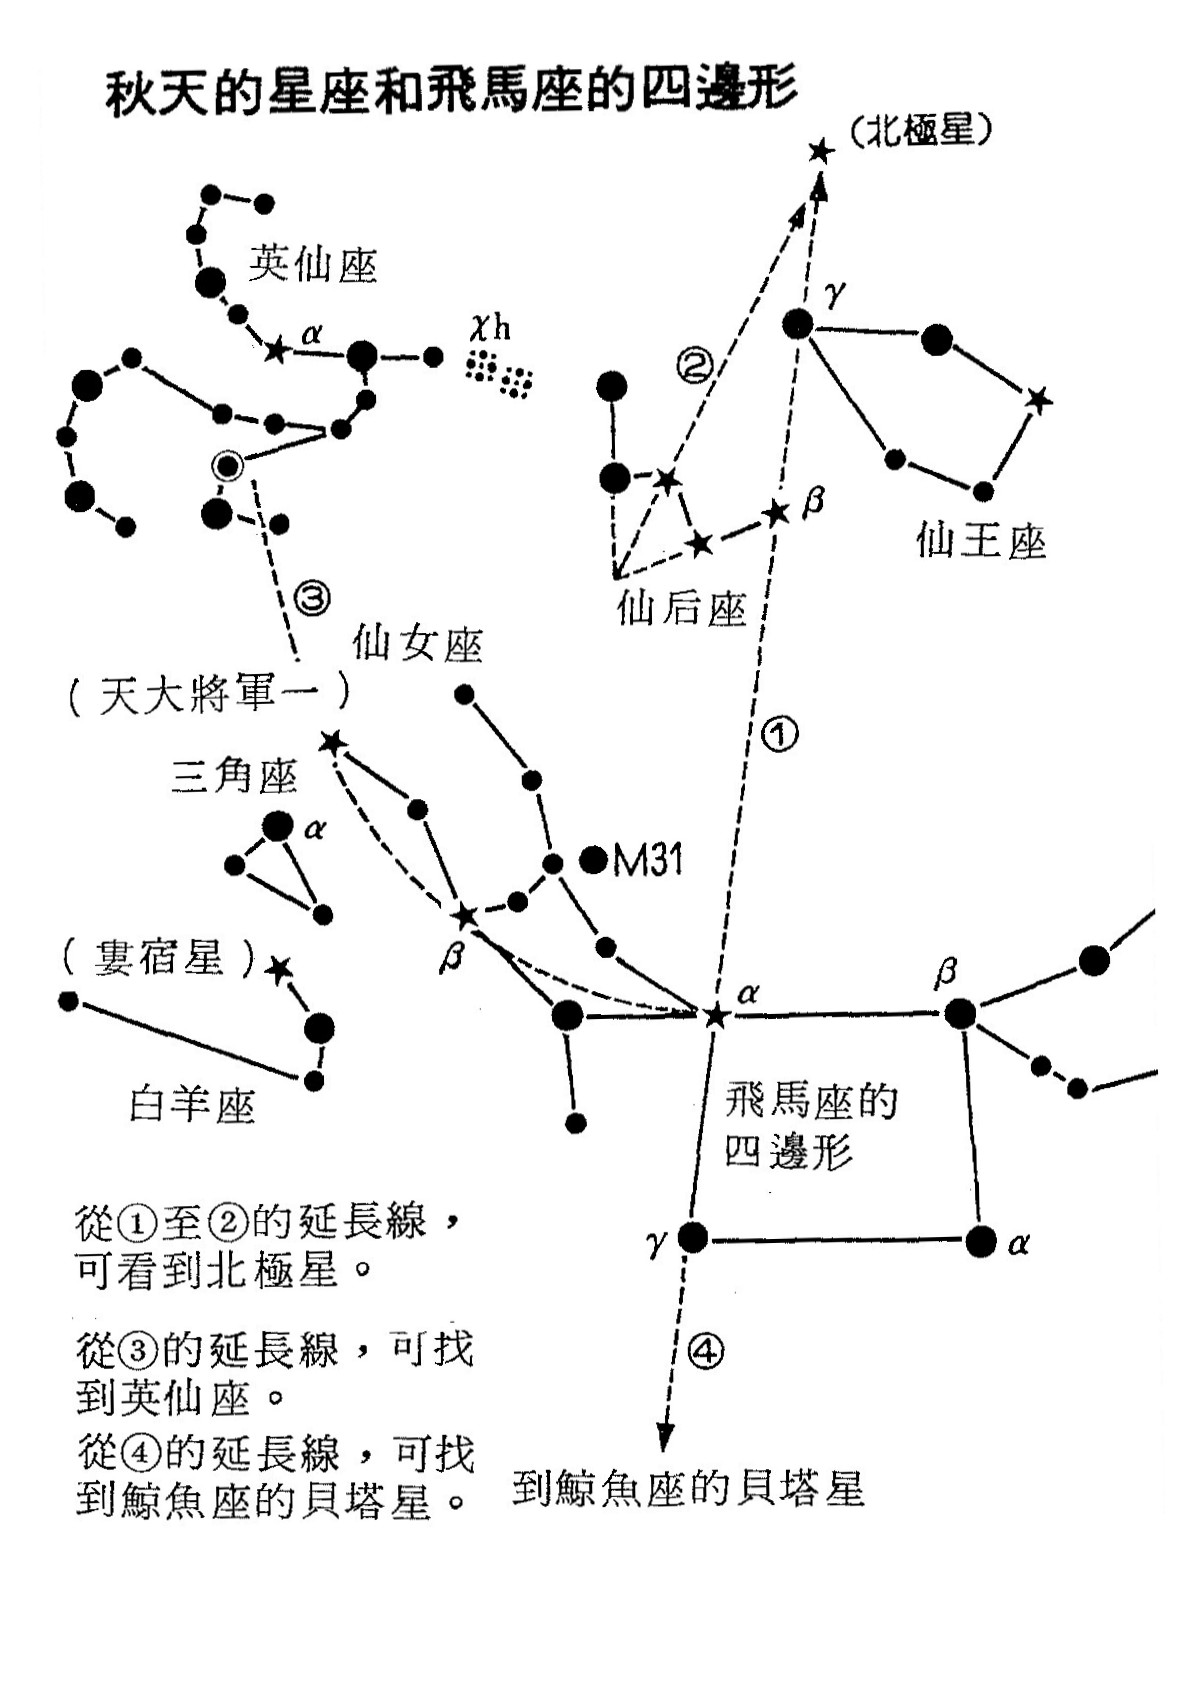 秋天的星座和飛馬座的四邊形
(北極星)
英仙座
α
χh
γ
②
β
仙王座
仙后座
③
仙女座
(天大將軍一)
①
三角座
α
M31
(婁宿星)
β
α
β
白羊座
飛馬座的
四邊形
γ
α
從①至②的延長線,
可看到北極星。
從③的延長線,可找
到英仙座。
從④的延長線,可找
到鯨魚座的貝塔星。
④
到鯨魚座的貝塔星